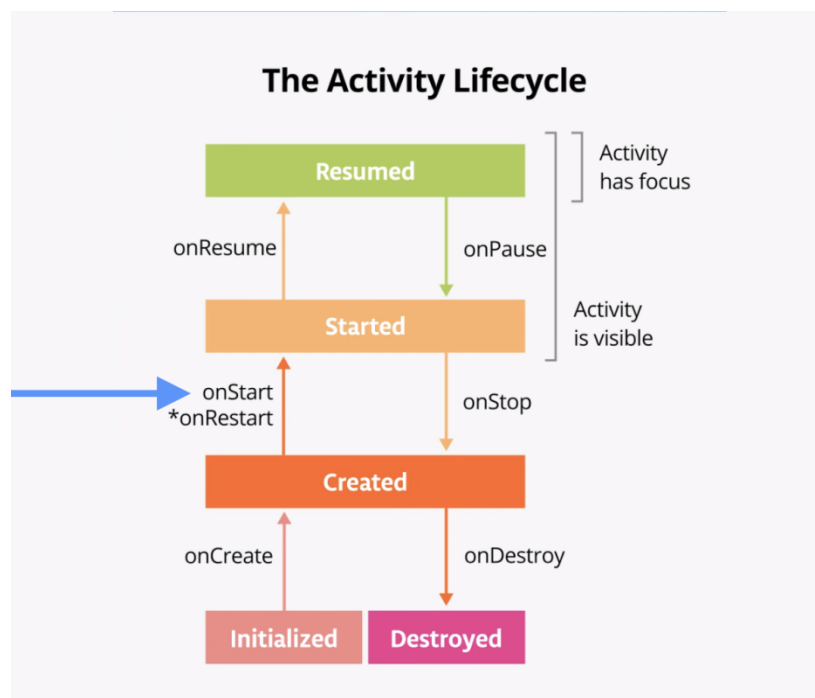 The Activity Lifecycle
Resumed
Activity
has focus
onResume
onPause
Started
Activity
is visible
onStart
*onRestart
onStop
Created
onCreate
onDestroy
Initialized
Destroyed